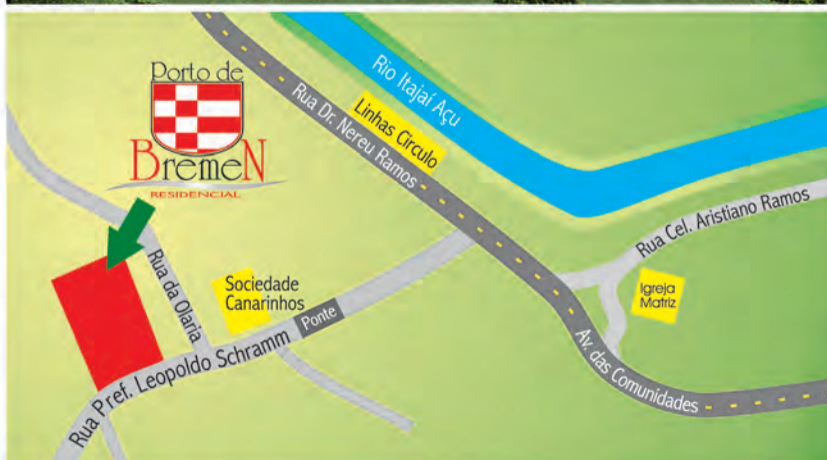 Porto de
BremeN
RESIDENCIAL
Rio Itajaí Açu
Linhas Círculo
Rua Dr. Nereu Ramos
Rua Cel. Aristiano Ramos
Igreja
Matriz
Rua da Olaria
Sociedade
Canarinhos
Ponte
Rua Pref. Leopoldo Schramm
Av. das Comunidades